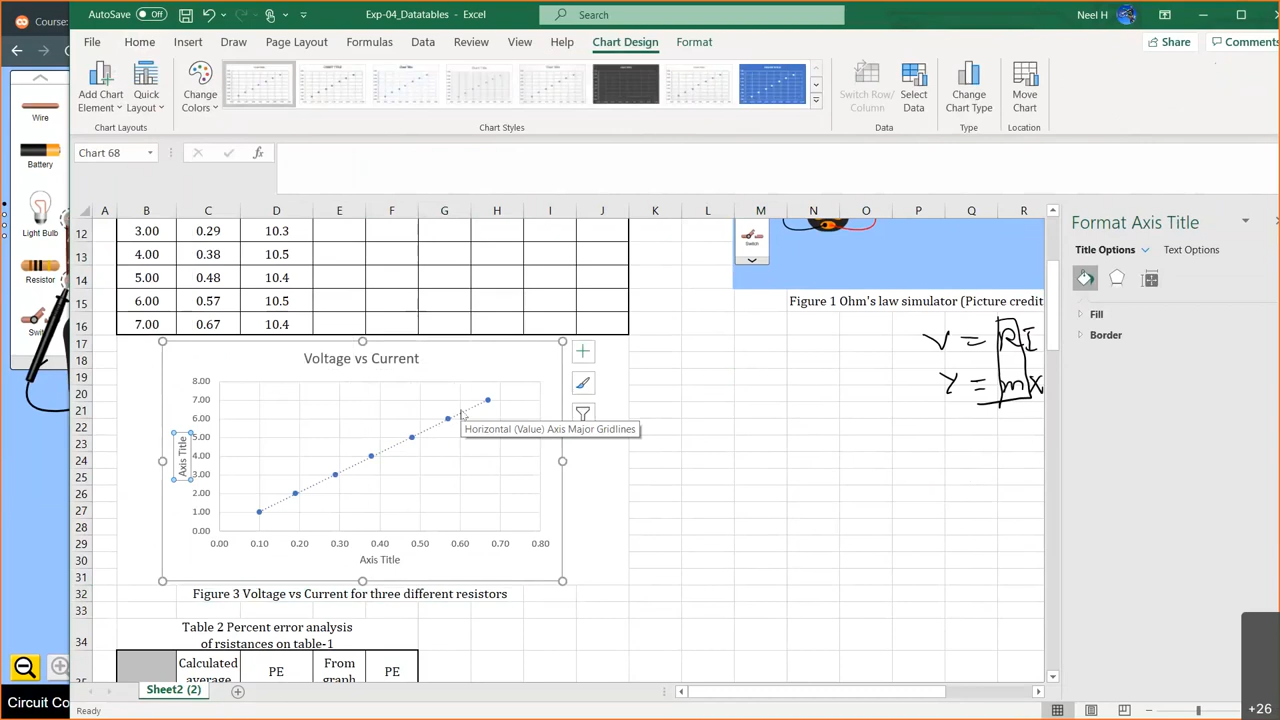 Course:
AutoSave Off
Exp-04_Datatables - Excel
Search
Neel H
File Home Insert Draw Page Layout Formulas Data Review View Help Chart Design Format
Share Comments
Add Chart Element
Quick Layout
Change Colors
Switch Row/ Column
Select Data
Change Chart Type
Move Chart
Chart Layouts
Chart Styles
Data
Type
Location
Chart 68
fx
A B C D E F G H I J K L M N O P Q R
12 3.00 0.29 10.3
13 4.00 0.38 10.5
14 5.00 0.48 10.4
15 6.00 0.57 10.5
16 7.00 0.67 10.4
17
18
19
20
21
22
23
24
25
26
27
28
29
30
31
32
33
34
Voltage vs Current
8.00
7.00
6.00
5.00
4.00
3.00
2.00
1.00
0.00
0.00 0.10 0.20 0.30 0.40 0.50 0.60 0.70 0.80
Axis Title
Axis Title
Horizontal (Value) Axis Major Gridlines
Figure 3 Voltage vs Current for three different resistors
Table 2 Percent error analysis
of rsistances on table-1
Calculated average
PE
From graph
PE
Switch
Figure 1 Ohm's law simulator (Picture credit
V = RI
Y = mx
Format Axis Title
Title Options Text Options
Fill
Border
Wire
Battery
Light Bulb
Resistor
Circuit Co
Sheet2 (2)
Ready
+26